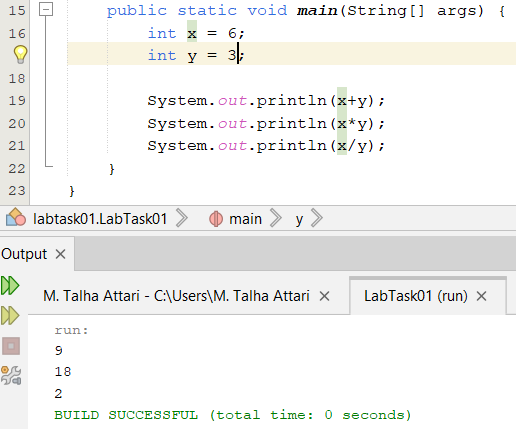 15 public static void main(String[] args) {
16 int x = 6;
int y = 3;
18
19 System.out.println(x+y);
20 System.out.println(x*y);
21 System.out.println(x/y);
22 }
23 }
labtask01.LabTask01 main y
Output ×
M. Talha Attari - C:\Users\M. Talha Attari × LabTask01 (run) ×
run:
9
18
2
BUILD SUCCESSFUL (total time: 0 seconds)